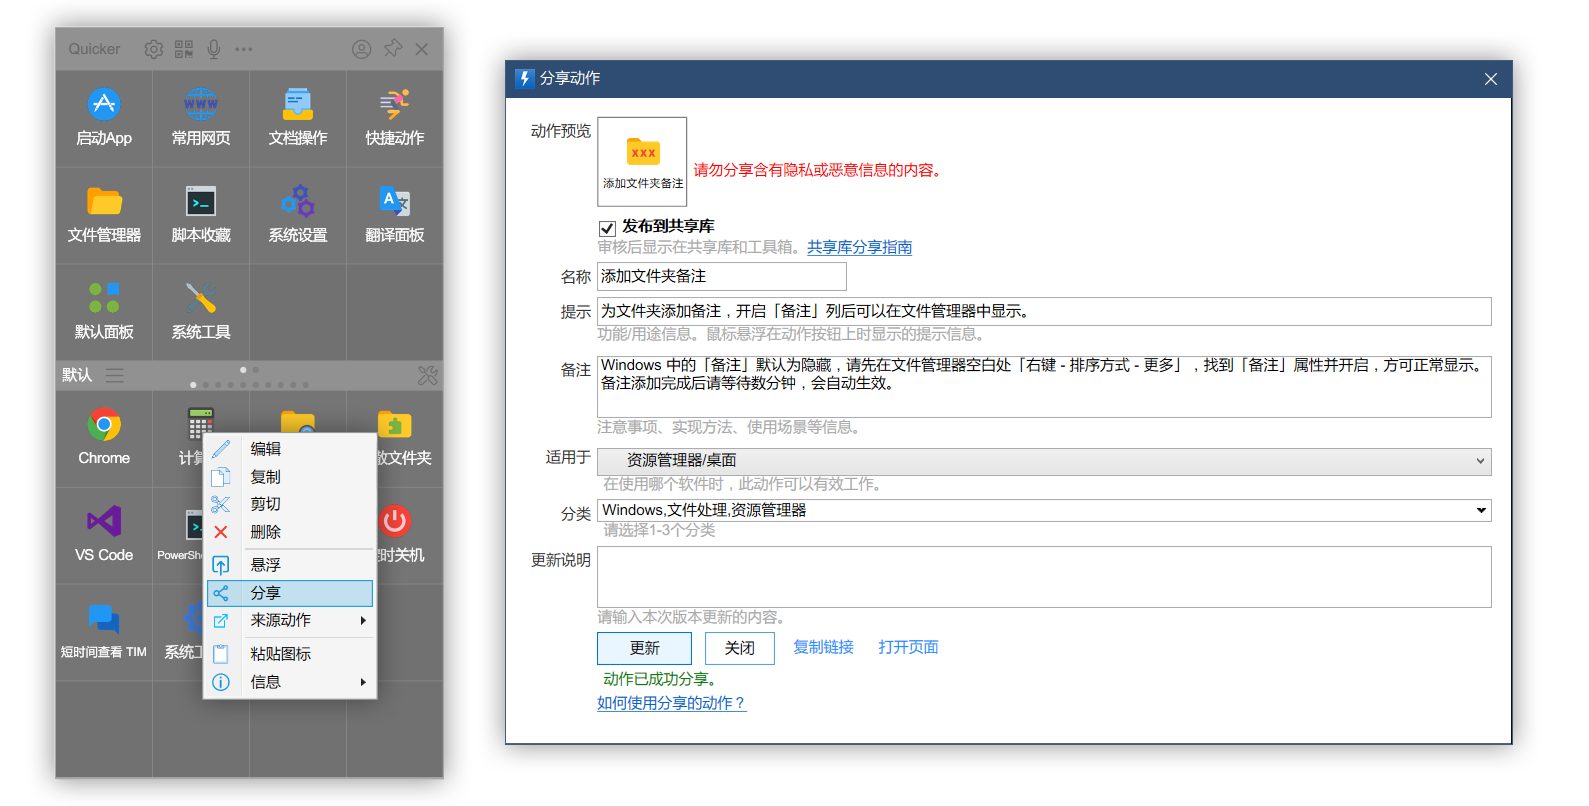 Quicker
启动App
常用网页
文档操作
快捷动作
文件管理器
脚本收藏
系统设置
翻译面板
默认面板
系统工具
默认
Chrome
计算
文件夹
VS Code
PowerShe
时关机
短时间查看 TIM
系统工
编辑
复制
剪切
删除
悬浮
分享
来源动作
粘贴图标
信息
分享动作
动作预览
xxx
添加文件夹备注
请勿分享含有隐私或恶意信息的内容。
发布到共享库
审核后显示在共享库和工具箱。共享库分享指南
名称 添加文件夹备注
提示 为文件夹添加备注，开启「备注」列后可以在文件管理器中显示。
功能/用途信息。鼠标悬浮在动作按钮上时显示的提示信息。
备注 Windows 中的「备注」默认为隐藏，请先在文件管理器空白处「右键 - 排序方式 - 更多」，找到「备注」属性并开启，方可正常显示。
备注添加完成后请等待数分钟，会自动生效。
注意事项、实现方法、使用场景等信息。
适用于 资源管理器/桌面
在使用哪个软件时，此动作可以有效工作。
分类 Windows,文件处理,资源管理器
请选择1-3个分类
更新说明
请输入本次版本更新的内容。
更新 关闭 复制链接 打开页面
动作已成功分享。
如何使用分享的动作？